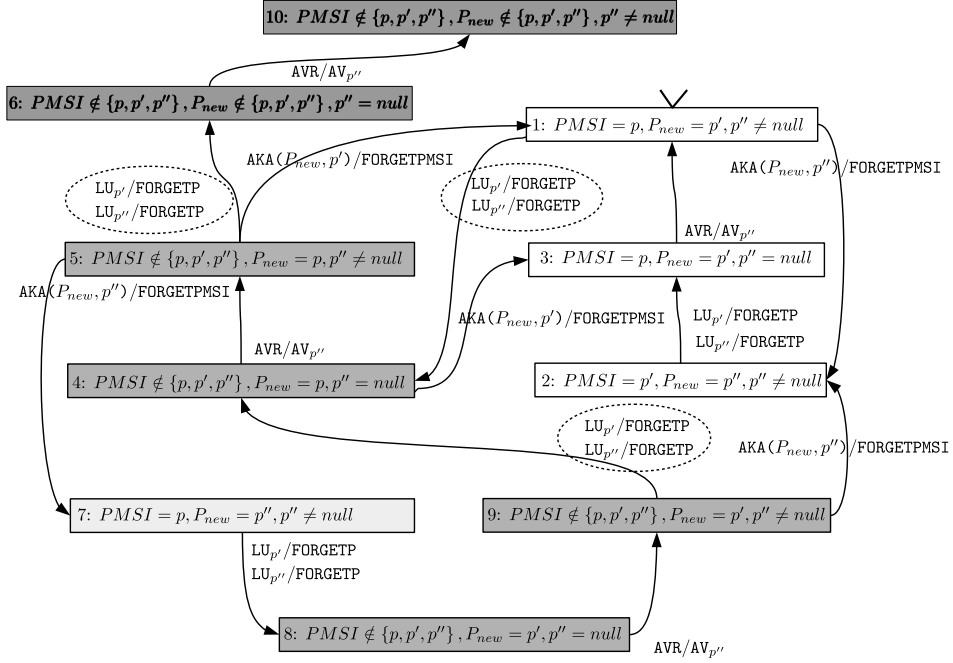 10: PMSI ∉ {p, p′, p″}, P_new ∉ {p, p′, p″}, p″ ≠ null
AVR/AV_p″
6: PMSI ∉ {p, p′, p″}, P_new ∉ {p, p′, p″}, p″ = null
1: PMSI = p, P_new = p′, p″ ≠ null
AKA(P_new, p′)/FORGETPMSI
AKA(P_new, p″)/FORGETPMSI
LU_p′/FORGETP
LU_p″/FORGETP
LU_p′/FORGETP
LU_p″/FORGETP
AVR/AV_p″
5: PMSI ∉ {p, p′, p″}, P_new = p, p″ ≠ null
3: PMSI = p, P_new = p′, p″ = null
AKA(P_new, p″)/FORGETPMSI
AKA(P_new, p′)/FORGETPMSI
LU_p′/FORGETP
LU_p″/FORGETP
AVR/AV_p″
4: PMSI ∉ {p, p′, p″}, P_new = p, p″ = null
2: PMSI = p′, P_new = p″, p″ ≠ null
LU_p′/FORGETP
LU_p″/FORGETP
AKA(P_new, p″)/FORGETPMSI
7: PMSI = p, P_new = p″, p″ ≠ null
9: PMSI ∉ {p, p′, p″}, P_new = p′, p″ ≠ null
LU_p′/FORGETP
LU_p″/FORGETP
8: PMSI ∉ {p, p′, p″}, P_new = p′, p″ = null
AVR/AV_p″